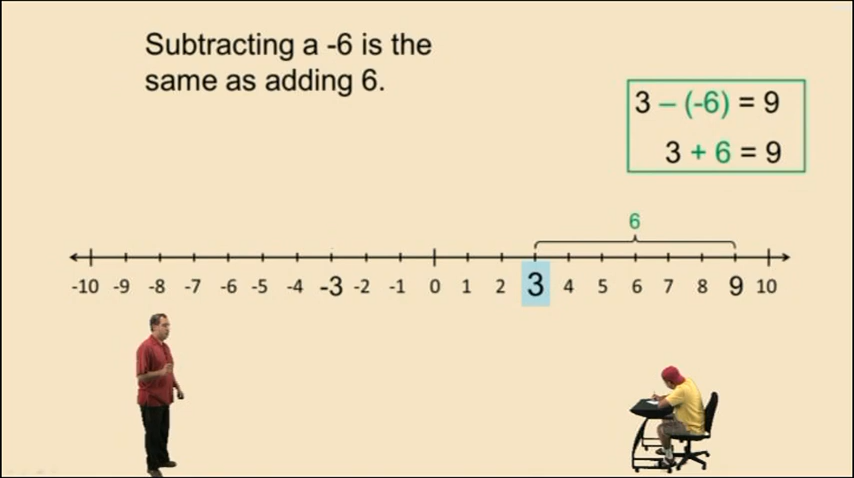 Subtracting a -6 is the
same as adding 6.
3 – (-6) = 9
3 + 6 = 9
6
-10 -9 -8 -7 -6 -5 -4 -3 -2 -1 0 1 2 3 4 5 6 7 8 9 10